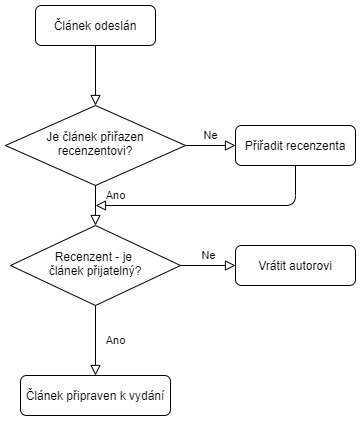 Článek odeslán
Je článek přiřazen
recenzentovi?
Ne
Přiřadit recenzenta
Ano
Recenzent - je
článek přijatelný?
Ne
Vrátit autorovi
Ano
Článek připraven k vydání